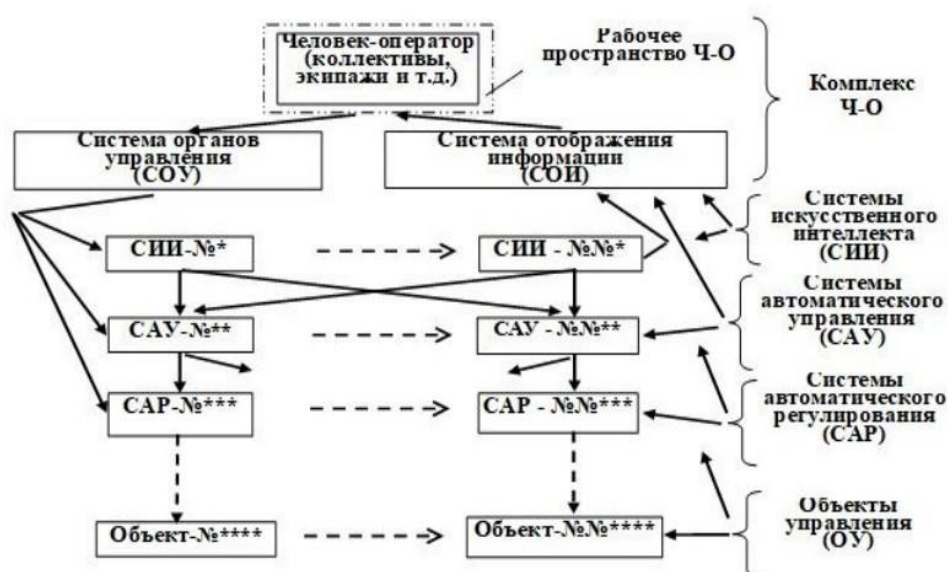 Человек-оператор
(коллективы,
экипажи и т.д.)
Рабочее
пространство Ч-О
Комплекс
Ч-О
Система органов
управления
(СОУ)
Система отображения
информации
(СОИ)
Системы
искусственного
интеллекта
(СИИ)
СИИ-№*
СИИ - №№*
Системы
автоматического
управления
(САУ)
САУ-№**
САУ - №№**
Системы
автоматического
регулирования
(САР)
САР-№***
САР - №№***
Объекты
управления
(ОУ)
Объект-№****
Объект-№№****